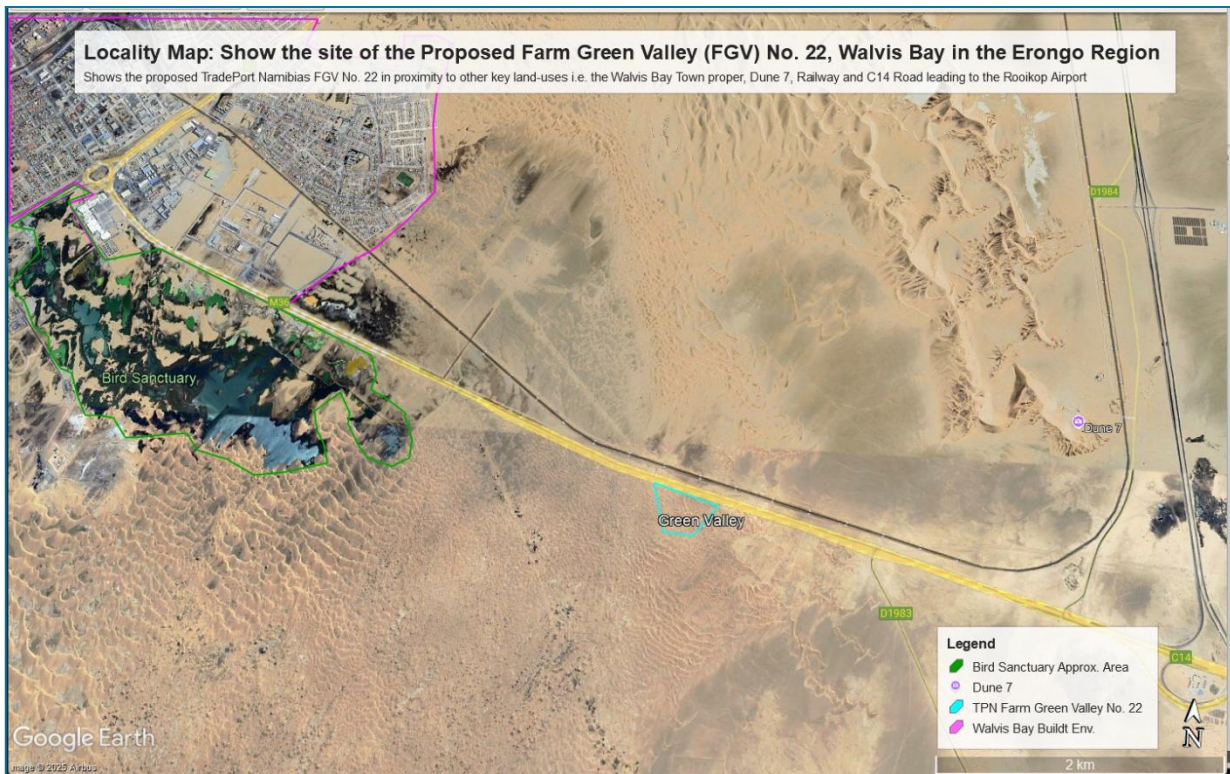 Locality Map: Show the site of the Proposed Farm Green Valley (FGV) No. 22, Walvis Bay in the Erongo Region
Shows the proposed TradePort Namibias FGV No. 22 in proximity to other key land-uses i.e. the Walvis Bay Town proper, Dune 7, Railway and C14 Road leading to the Rooikop Airport
D1984
M36
Bird Sanctuary
Dune 7
Green Valley
D1983
C14
Legend
Bird Sanctuary Approx. Area
Dune 7
TPN Farm Green Valley No. 22
Walvis Bay Buildt Env.
N
Google Earth
Image © 2025 Airbus
2 km